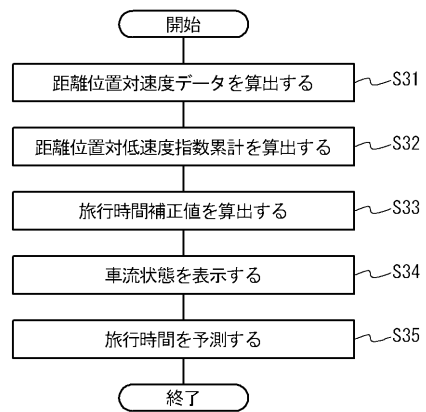 開始
距離位置対速度データを算出する
S31
距離位置対低速度指数累計を算出する
S32
旅行時間補正値を算出する
S33
車流状態を表示する
S34
旅行時間を予測する
S35
終了